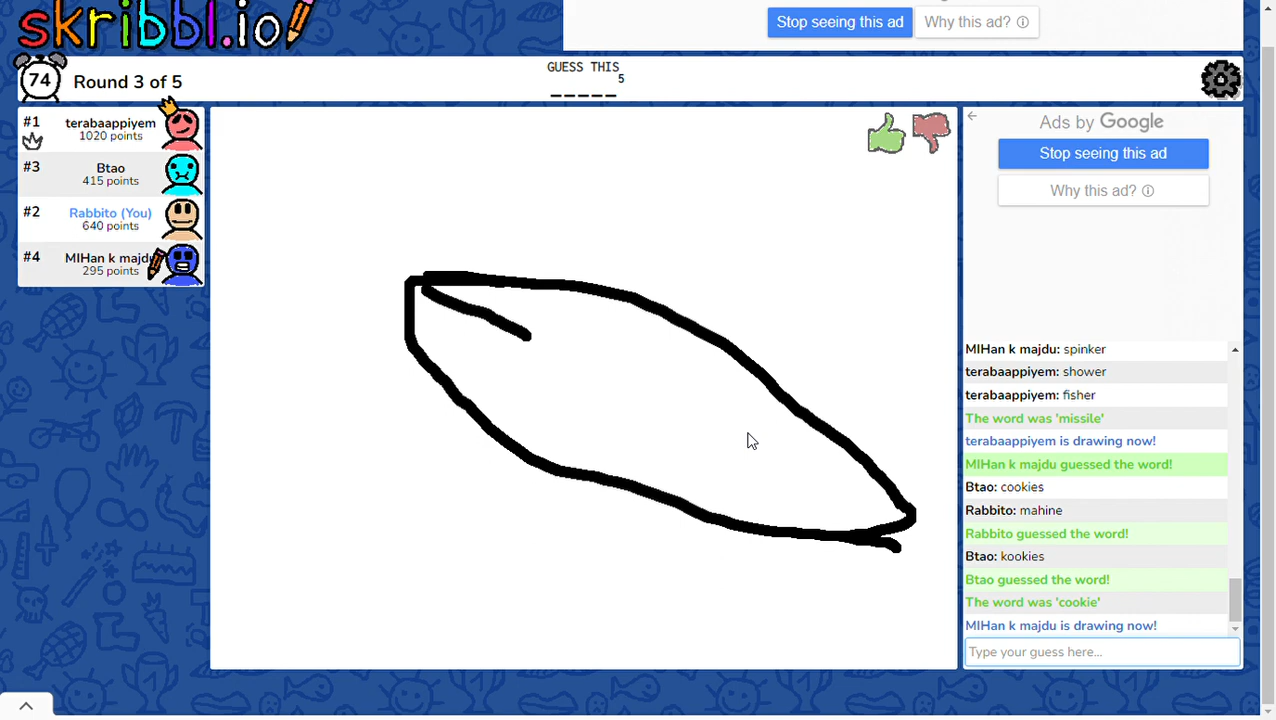 skribbl.io
Stop seeing this ad
Why this ad?
74
Round 3 of 5
GUESS THIS
5
_ _ _ _ _
#1
terabaappiyem
1020 points
#3
Btao
415 points
#2
Rabbito (You)
640 points
#4
MIHan k majdu
295 points
Ads by Google
Stop seeing this ad
Why this ad?
MIHan k majdu: spinker
terabaappiyem: shower
terabaappiyem: fisher
The word was 'missile'
terabaappiyem is drawing now!
MIHan k majdu guessed the word!
Btao: cookies
Rabbito: mahine
Rabbito guessed the word!
Btao: kookies
Btao guessed the word!
The word was 'cookie'
MIHan k majdu is drawing now!
Type your guess here...